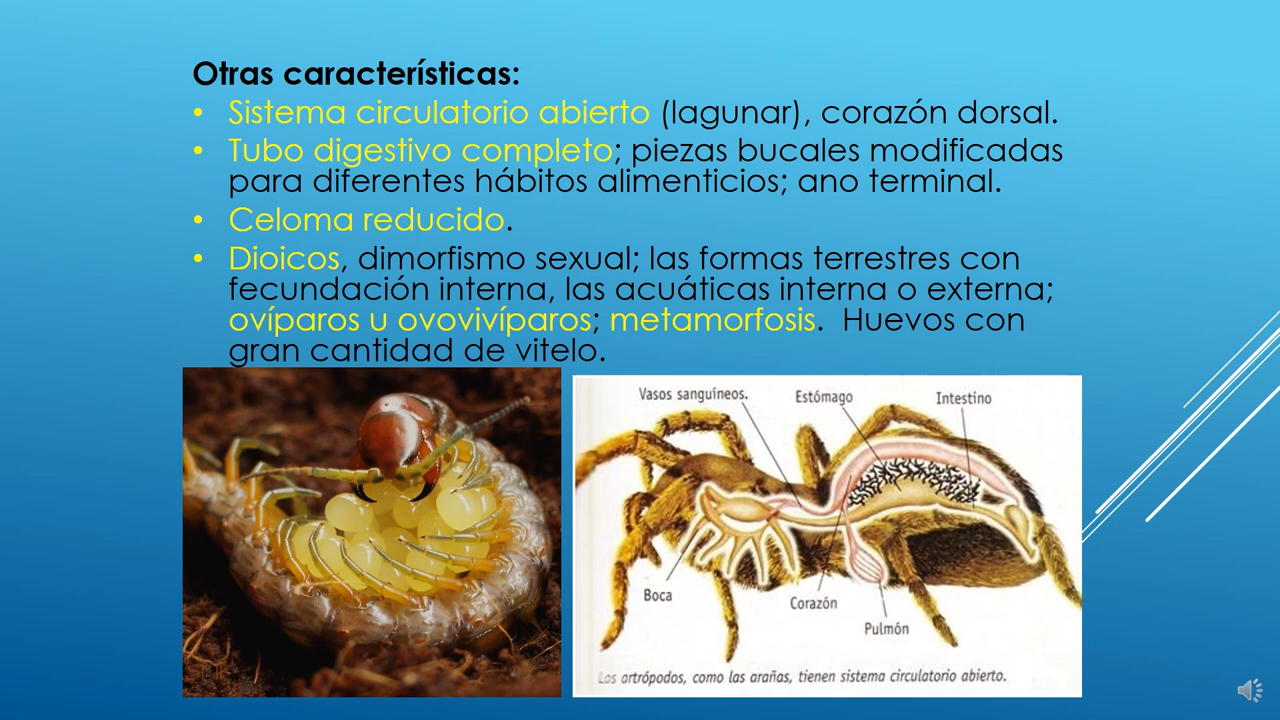 Otras características:
• Sistema circulatorio abierto (lagunar), corazón dorsal.
• Tubo digestivo completo; piezas bucales modificadas
para diferentes hábitos alimenticios; ano terminal.
• Celoma reducido.
• Dioicos, dimorfismo sexual; las formas terrestres con
fecundación interna, las acuáticas interna o externa;
ovíparos u ovovivíparos; metamorfosis. Huevos con
gran cantidad de vitelo.
Vasos sanguíneos.
Estómago
Intestino
Boca
Corazón
Pulmón
Los artrópodos, como las arañas, tienen sistema circulatorio abierto.